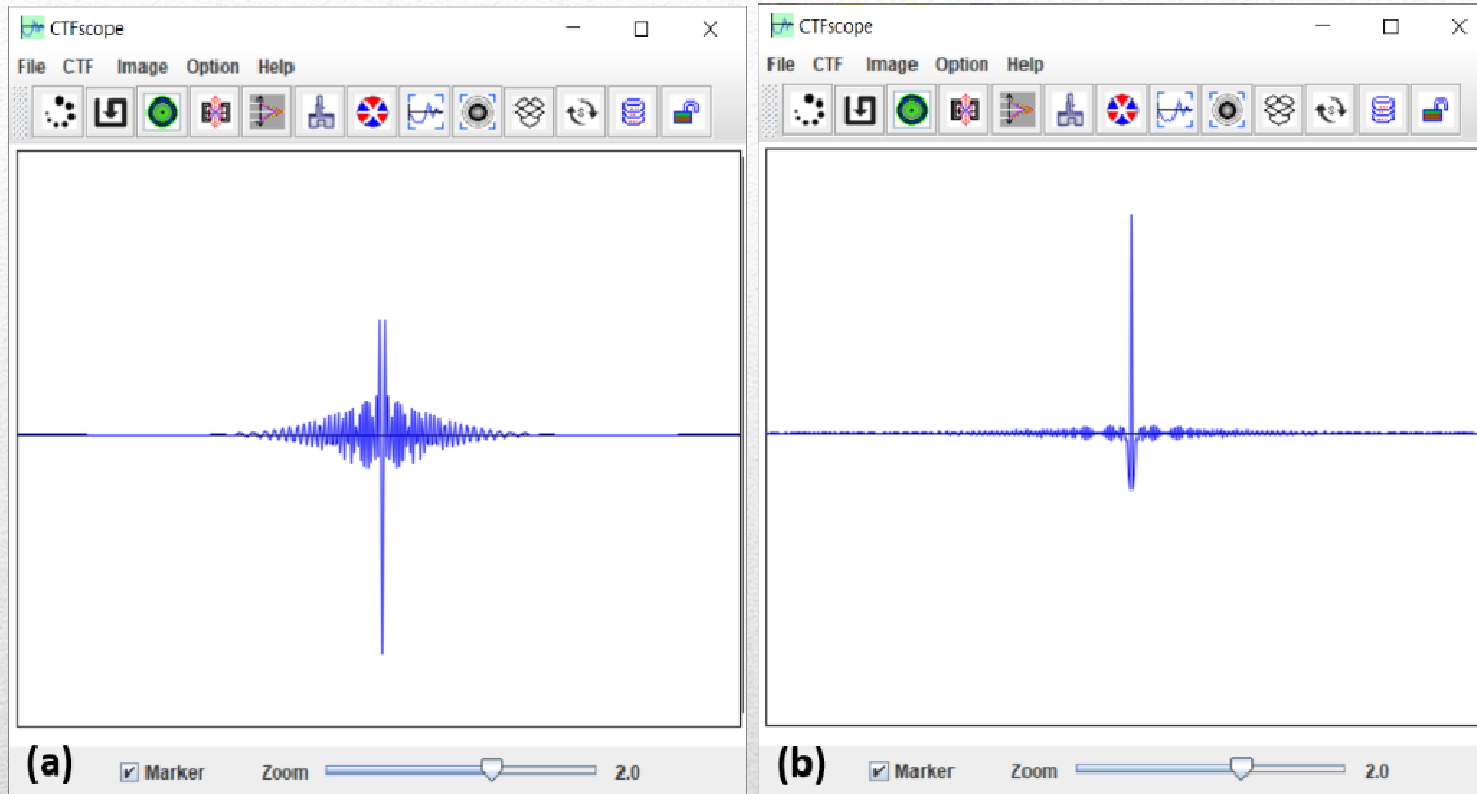 CTFscope
File CTF Image Option Help
(a) Marker Zoom 2.0
CTFscope
File CTF Image Option Help
(b) Marker Zoom 2.0